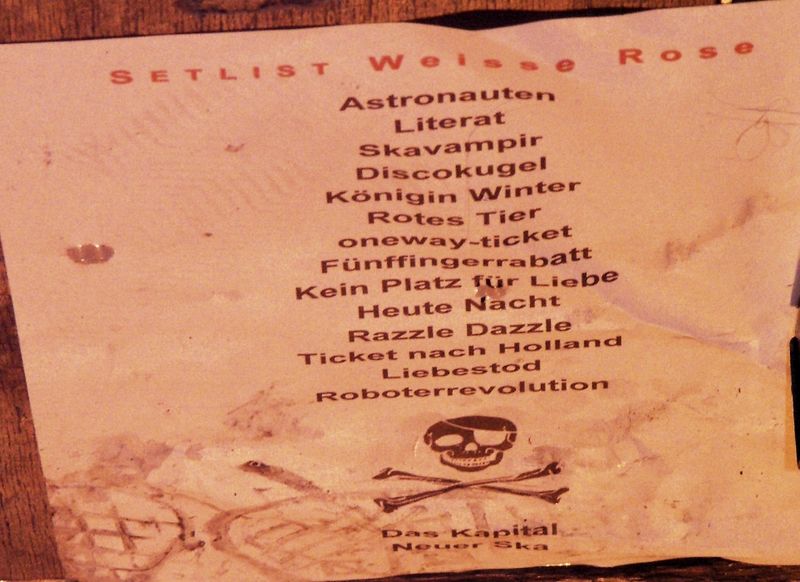 SETLIST Weisse Rose
Astronauten
Literat
Skavampir
Discokugel
Königin Winter
Rotes Tier
oneway-ticket
Fünffingerrabatt
Kein Platz für Liebe
Heute Nacht
Razzle Dazzle
Ticket nach Holland
Liebestod
Roboterrevolution
Das Kapital
Neuer Ska